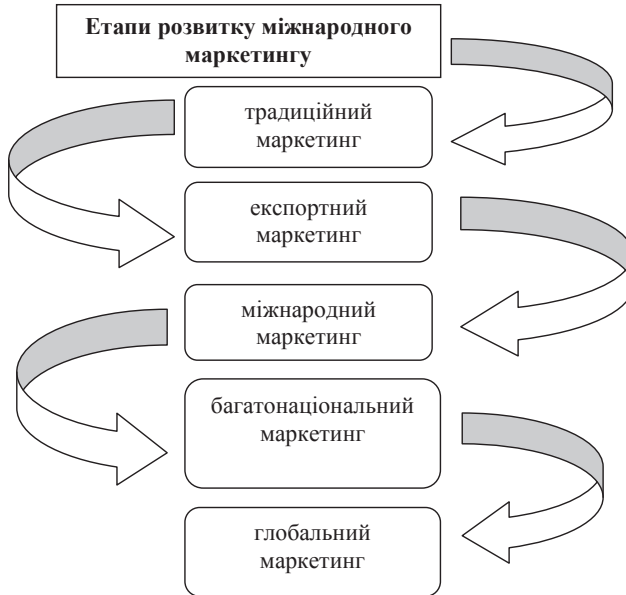 Етапи розвитку міжнародного
маркетингу
традиційний
маркетинг
експортний
маркетинг
міжнародний
маркетинг
багатонаціональний
маркетинг
глобальний
маркетинг